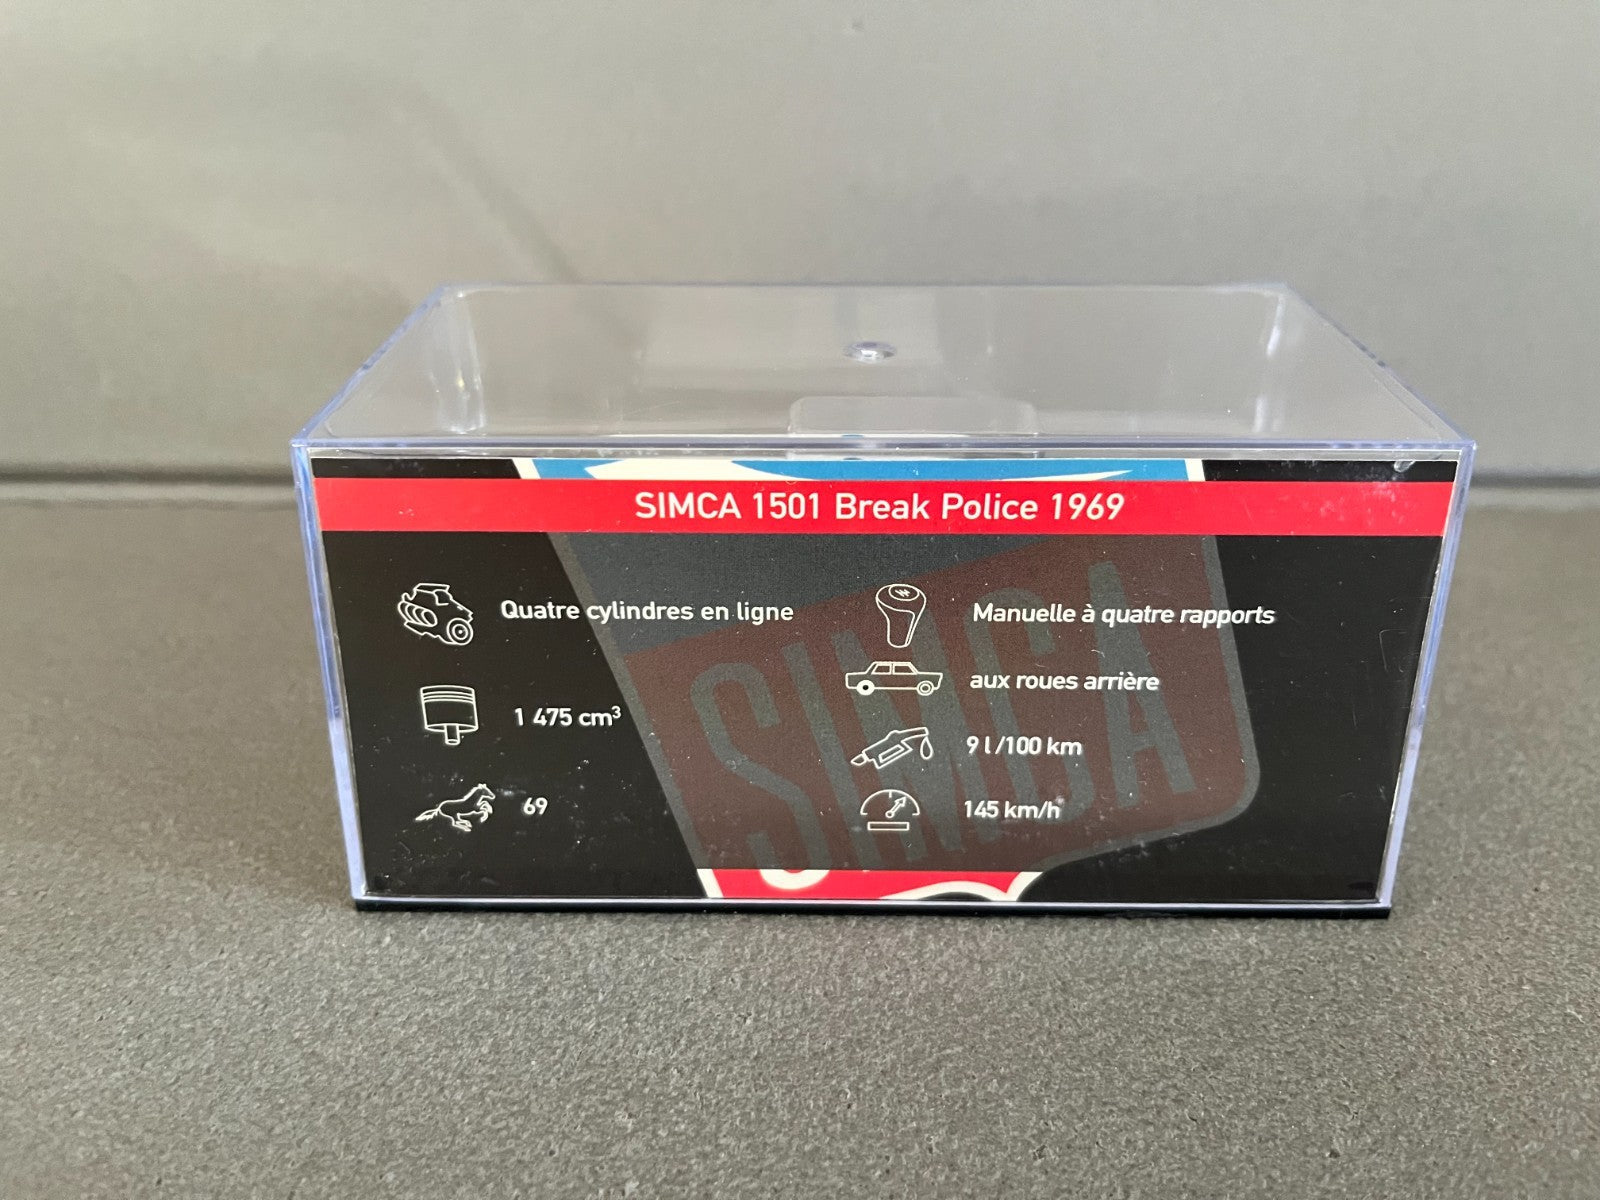 SIMCA 1501 Break Police 1969
Quatre cylindres en ligne
1 475 cm³
69
Manuelle à quatre rapports
aux roues arrière
9 l/100 km
145 km/h
SIMCA